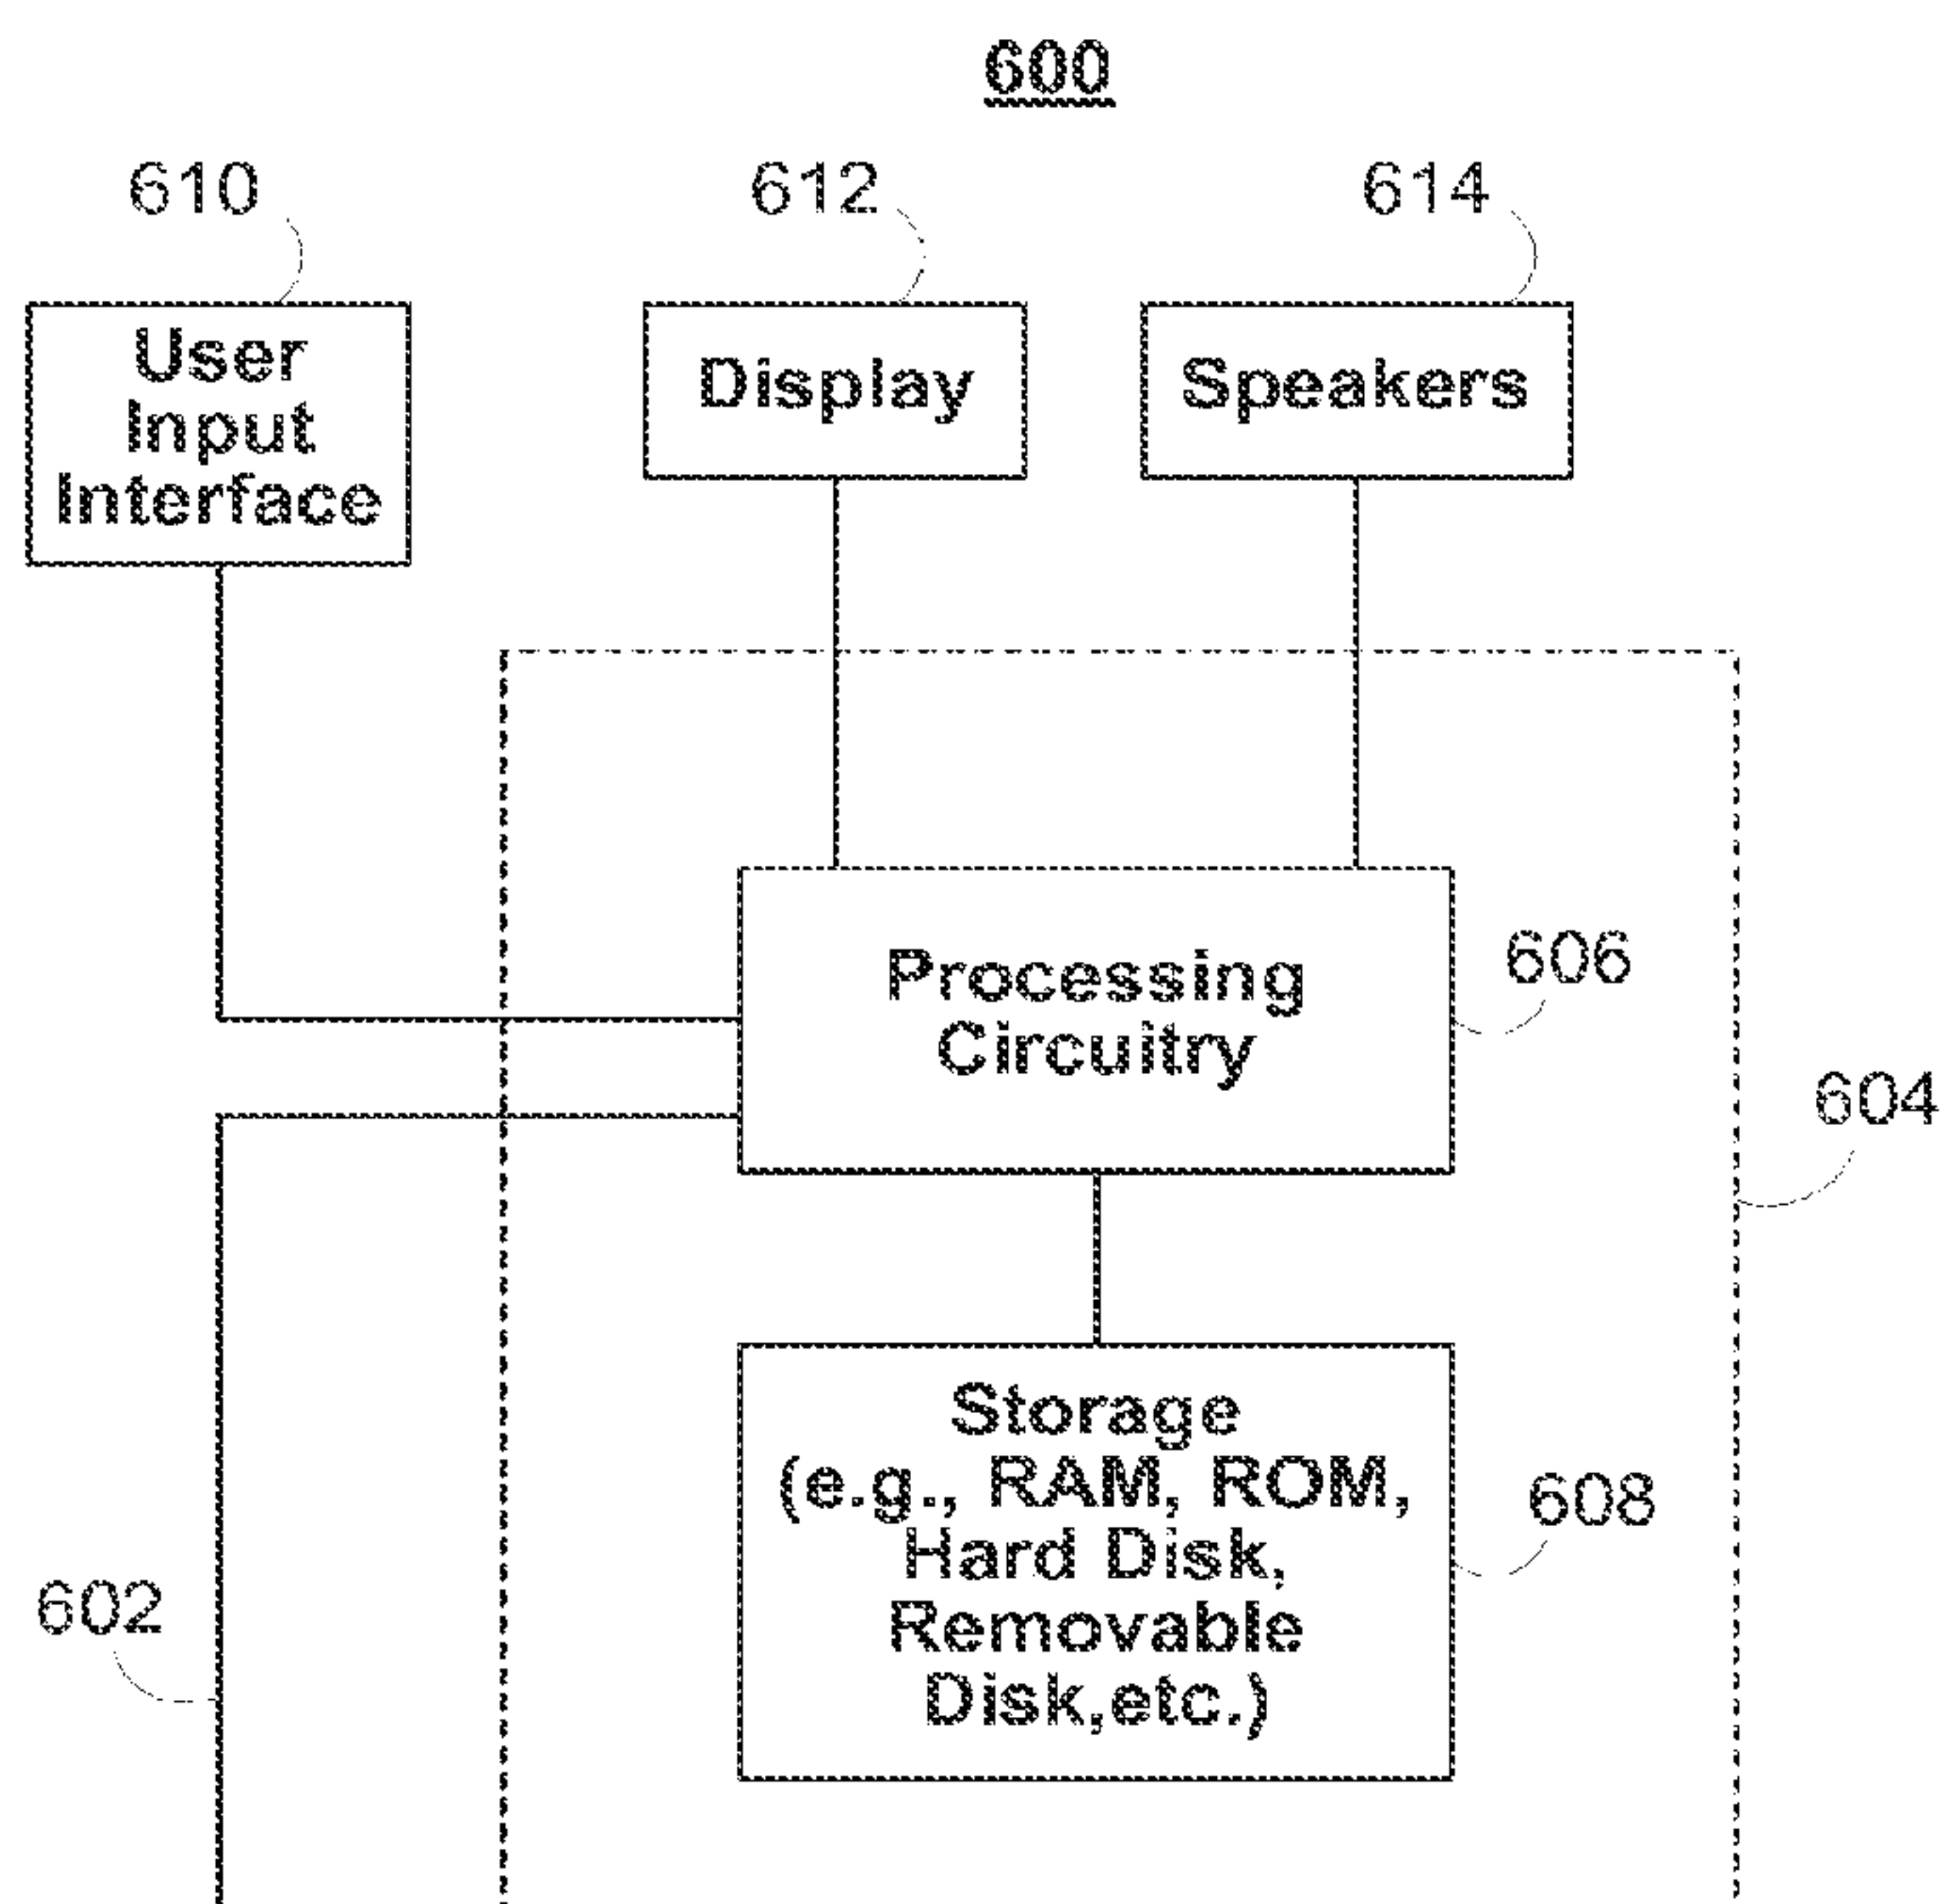 600
610
612
614
User
Input
Interface
Display
Speakers
Processing
Circuitry
606
604
Storage
(e.g., RAM, ROM,
Hard Disk,
Removable
Disk,etc.)
608
602